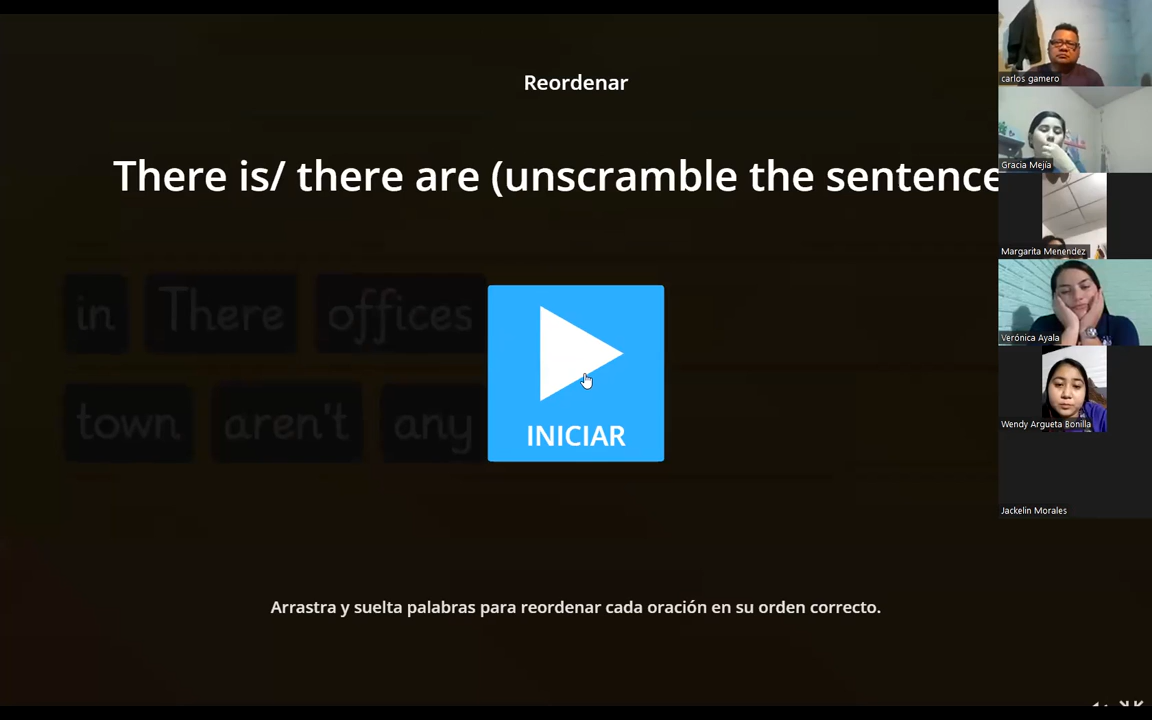 Reordenar
There is/ there are (unscramble the sentence
in There offices
town aren't any
INICIAR
Arrastra y suelta palabras para reordenar cada oración en su orden correcto.
carlos gamero
Gracia Mejía
Margarita Menendez
Verónica Ayala
Wendy Argueta Bonilla
Jackelin Morales